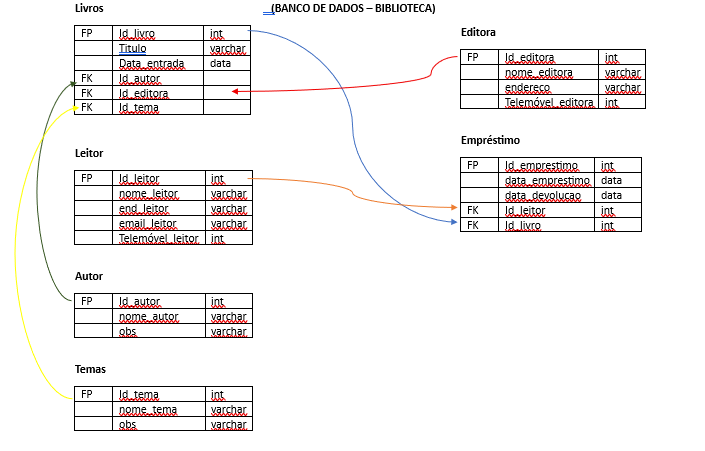 (BANCO DE DADOS – BIBLIOTECA)
Livros
FP Id_livro int
Titulo varchar
Data_entrada data
FK Id_autor
FK Id_editora
FK Id_tema
Editora
FP Id_editora int
nome_editora varchar
endereco varchar
Telemóvel_editora int
Empréstimo
FP Id_emprestimo int
data_emprestimo data
data_devolucao data
FK Id_leitor int
FK Id_livro int
Leitor
FP Id_leitor int
nome_leitor varchar
end_leitor varchar
email_leitor varchar
Telemóvel_leitor int
Autor
FP Id_autor int
nome_autor varchar
obs varchar
Temas
FP Id_tema int
nome_tema varchar
obs varchar